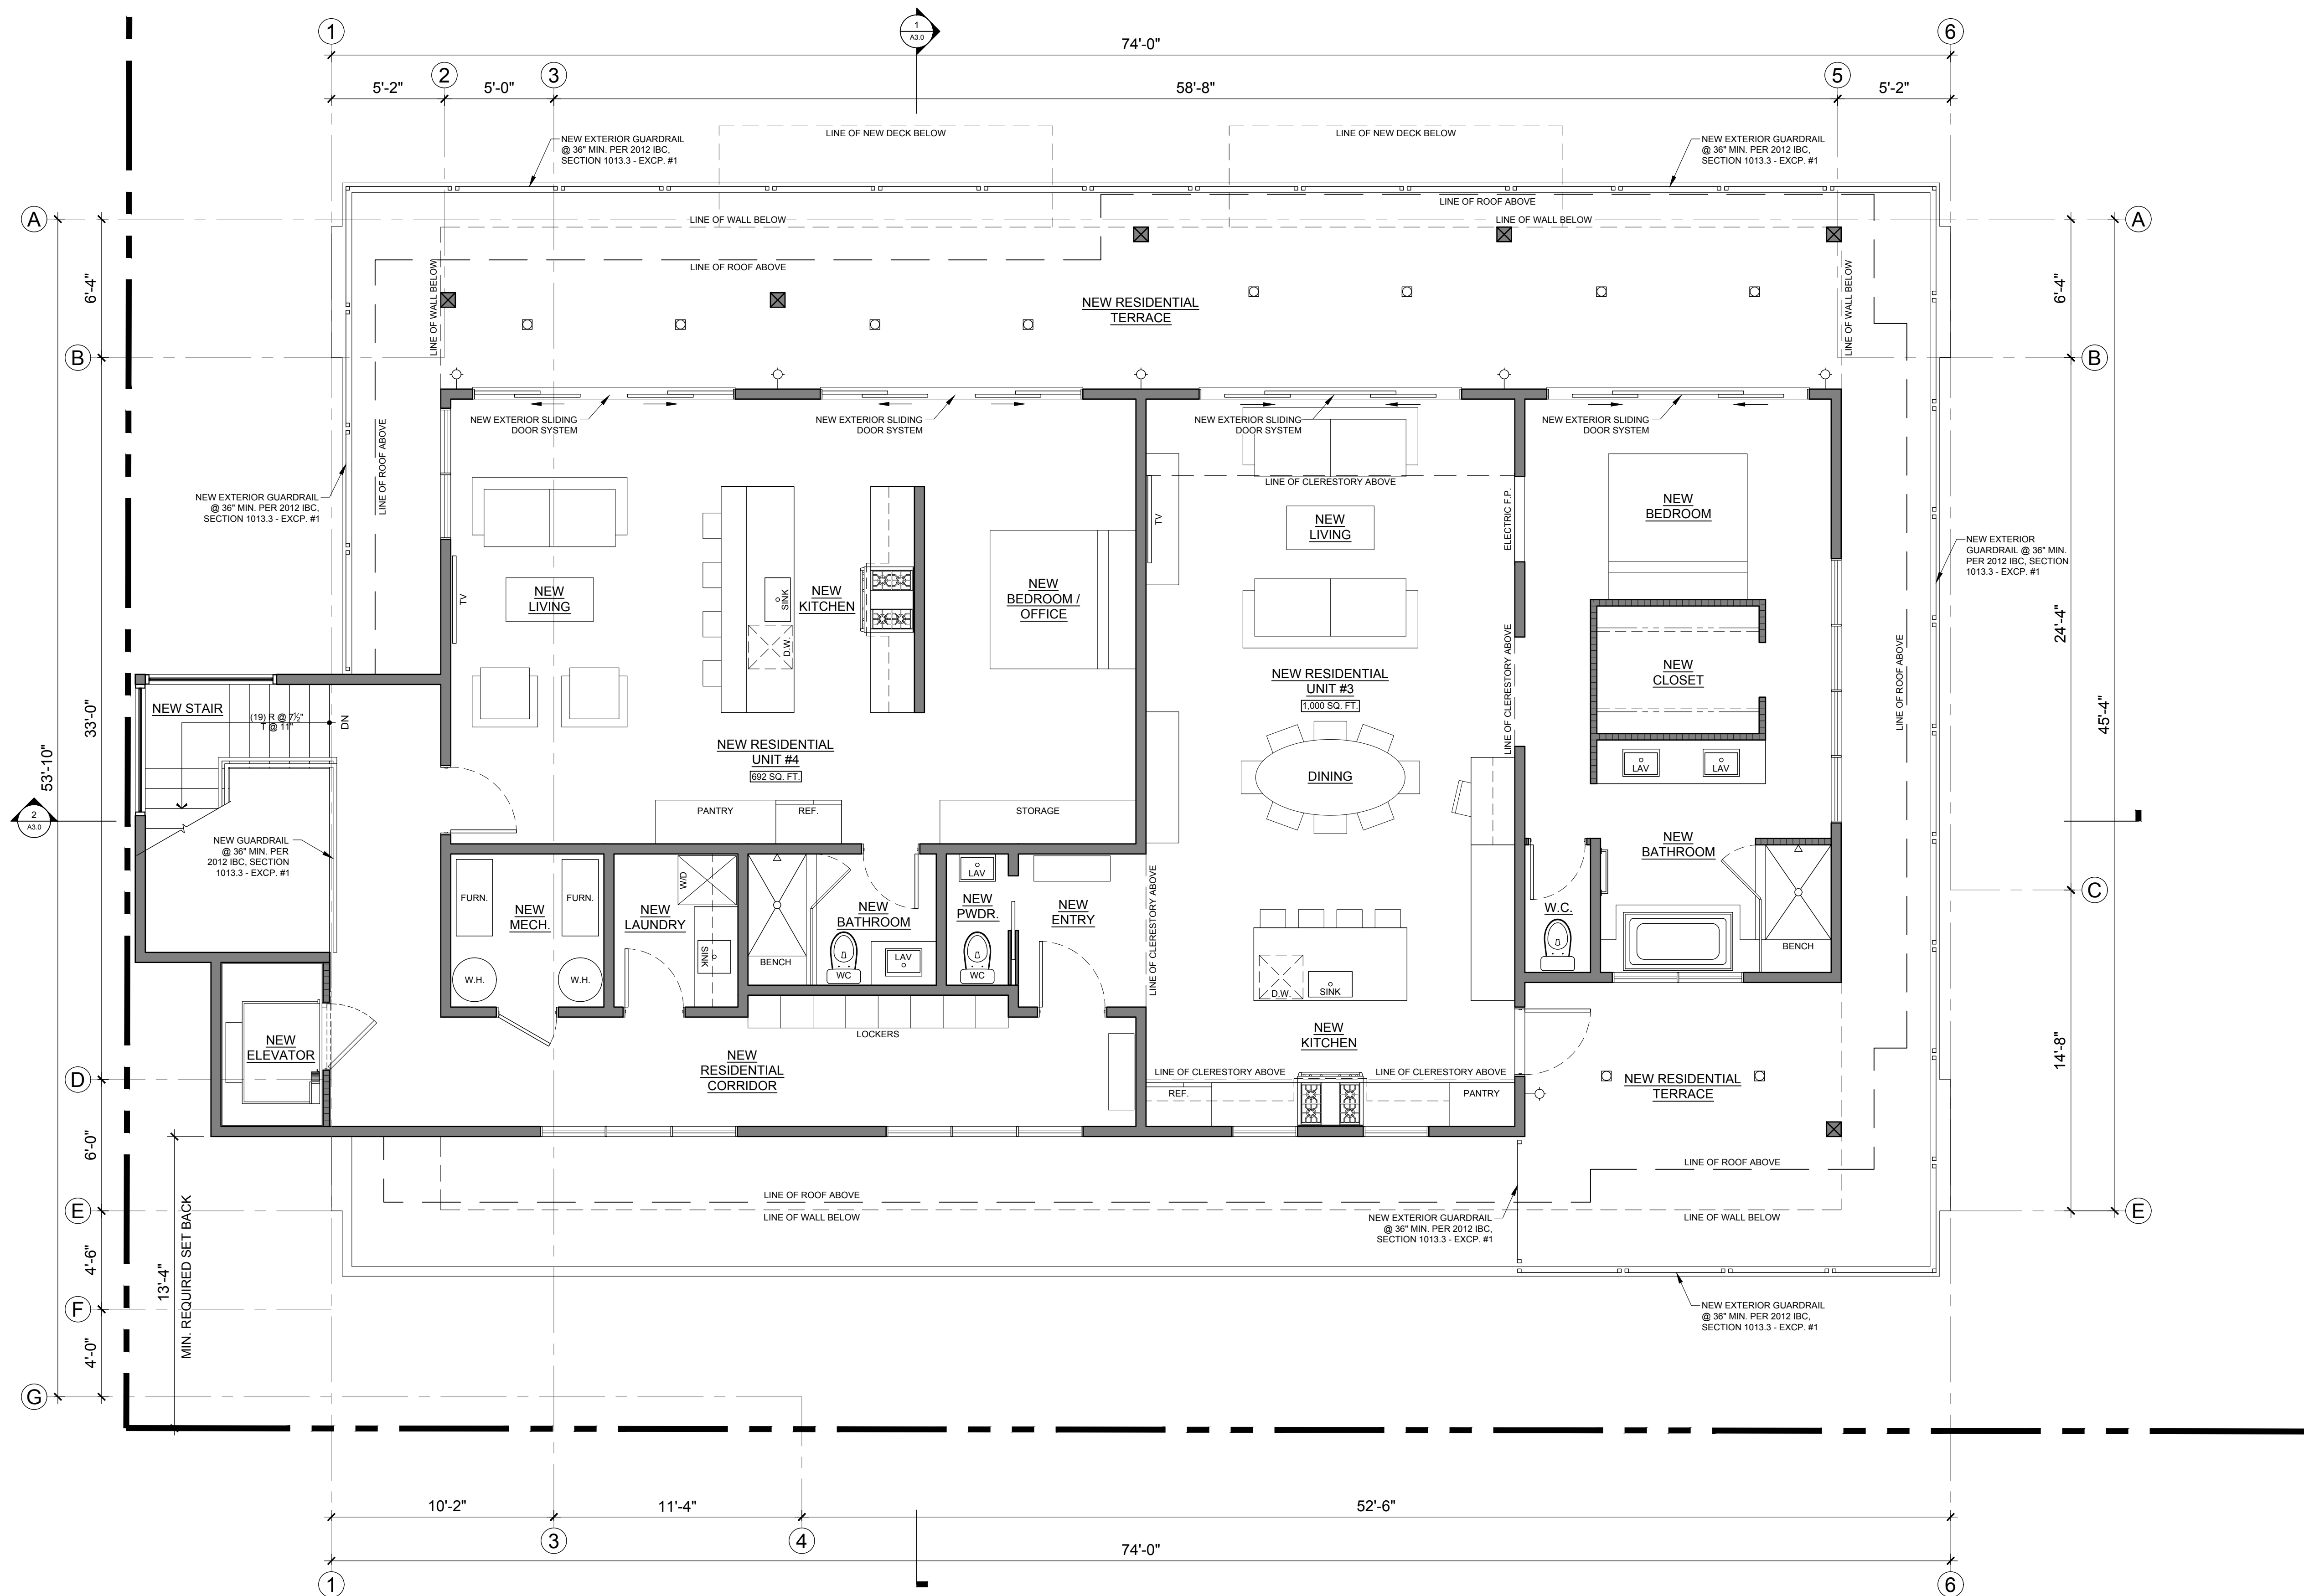 1
1
A3.0
6
74'-0"
2
3
5
5'-2"
5'-0"
58'-8"
5'-2"
NEW EXTERIOR GUARDRAIL
@ 36" MIN. PER 2012 IBC,
SECTION 1013.3 - EXCP. #1
LINE OF NEW DECK BELOW
LINE OF NEW DECK BELOW
NEW EXTERIOR GUARDRAIL
@ 36" MIN. PER 2012 IBC,
SECTION 1013.3 - EXCP. #1
LINE OF ROOF ABOVE
A
LINE OF WALL BELOW
LINE OF WALL BELOW
A
LINE OF ROOF ABOVE
LINE OF WALL BELOW
LINE OF WALL BELOW
6'-4"
6'-4"
NEW RESIDENTIAL
TERRACE
B
B
NEW EXTERIOR SLIDING
DOOR SYSTEM
NEW EXTERIOR SLIDING
DOOR SYSTEM
NEW EXTERIOR SLIDING
DOOR SYSTEM
NEW EXTERIOR SLIDING
DOOR SYSTEM
LINE OF ROOF ABOVE
LINE OF CLERESTORY ABOVE
NEW EXTERIOR GUARDRAIL
@ 36" MIN. PER 2012 IBC,
SECTION 1013.3 - EXCP. #1
TV
NEW
LIVING
ELECTRIC F.P.
NEW
BEDROOM
NEW EXTERIOR
GUARDRAIL @ 36" MIN.
PER 2012 IBC, SECTION
1013.3 - EXCP. #1
TV
NEW
LIVING
SINK
D.W.
NEW
KITCHEN
NEW
BEDROOM /
OFFICE
24'-4"
LINE OF CLERESTORY ABOVE
NEW
CLOSET
LINE OF ROOF ABOVE
NEW RESIDENTIAL
UNIT #3
1,000 SQ. FT.
NEW STAIR
(19) R @ 7½"
T @ 11"
DN
33'-0"
53'-10"
45'-4"
NEW RESIDENTIAL
UNIT #4
692 SQ. FT.
DINING
LAV
LAV
2
A3.0
PANTRY
REF.
STORAGE
NEW GUARDRAIL
@ 36" MIN. PER
2012 IBC, SECTION
1013.3 - EXCP. #1
NEW
BATHROOM
FURN.
NEW
MECH.
FURN.
W/D
NEW
LAUNDRY
SINK
NEW
BATHROOM
LAV
NEW
PWDR.
NEW
ENTRY
LINE OF CLERESTORY ABOVE
W.C.
C
BENCH
W.H.
W.H.
BENCH
WC
LAV
WC
D.W.
SINK
LOCKERS
NEW
ELEVATOR
NEW
RESIDENTIAL
CORRIDOR
NEW
KITCHEN
14'-8"
D
LINE OF CLERESTORY ABOVE
LINE OF CLERESTORY ABOVE
REF.
PANTRY
NEW RESIDENTIAL
TERRACE
6'-0"
LINE OF ROOF ABOVE
LINE OF ROOF ABOVE
E
LINE OF WALL BELOW
NEW EXTERIOR GUARDRAIL
@ 36" MIN. PER 2012 IBC,
SECTION 1013.3 - EXCP. #1
LINE OF WALL BELOW
E
4'-6"
13'-4"
MIN. REQUIRED SET BACK
F
NEW EXTERIOR GUARDRAIL
@ 36" MIN. PER 2012 IBC,
SECTION 1013.3 - EXCP. #1
4'-0"
G
10'-2"
11'-4"
52'-6"
3
4
74'-0"
1
6